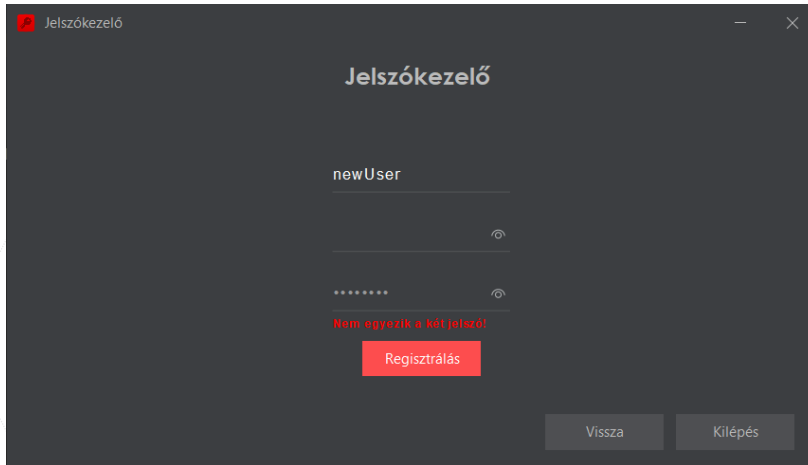 Jelszókezelő
Jelszókezelő
newUser
••••••••
Nem egyezik a két jelszó!
Regisztrálás
Vissza
Kilépés